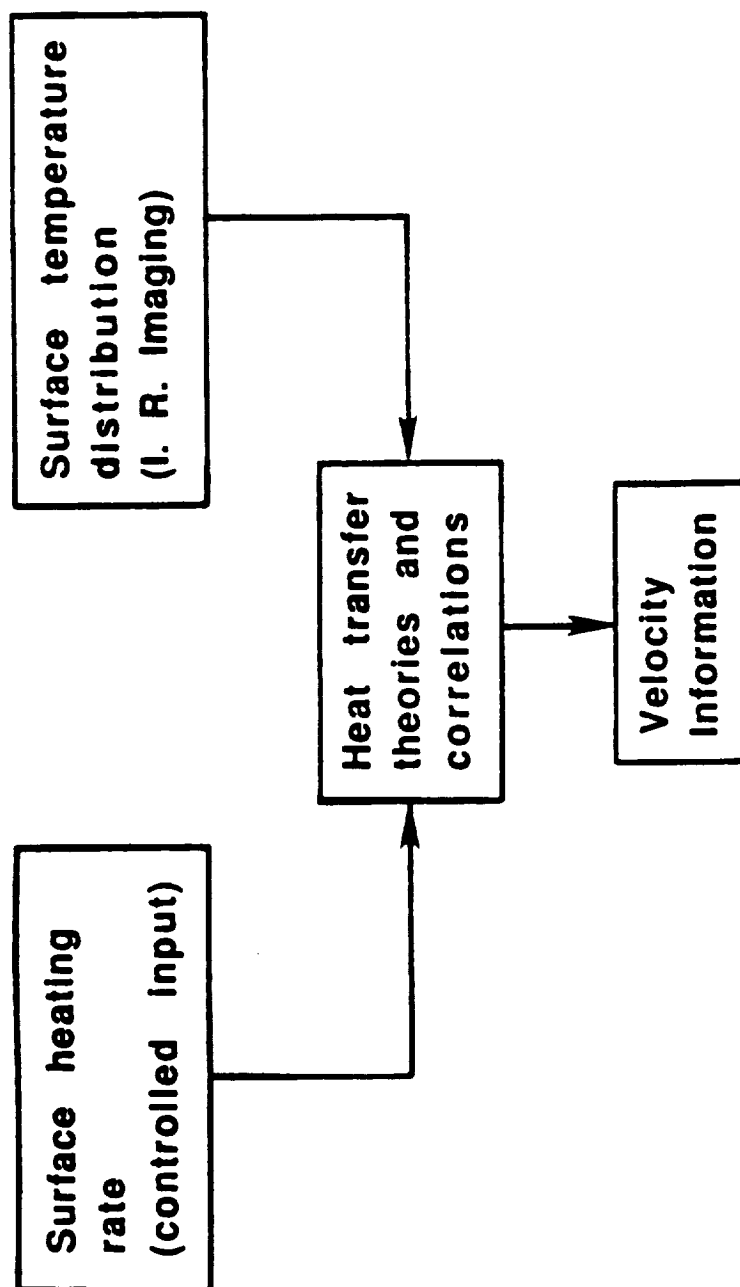 Surface heating
rate
(controlled input)
Surface temperature
distribution
(I. R. Imaging)
Heat transfer
theories and
correlations
Velocity
Information